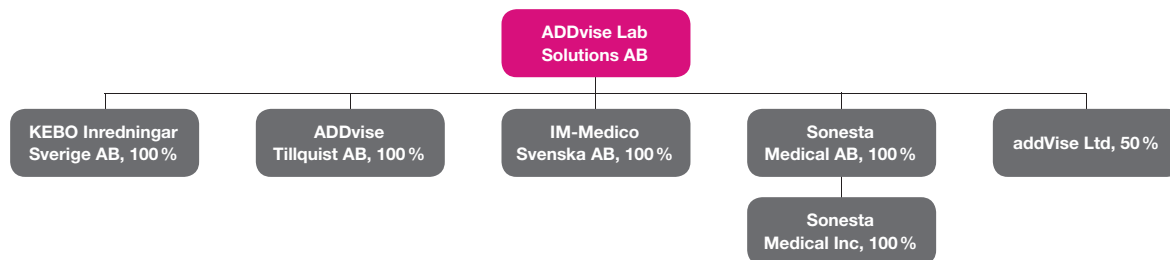 ADDvise Lab
Solutions AB
KEBO Inredningar
Sverige AB, 100 %
ADDvise
Tillquist AB, 100 %
IM-Medico
Svenska AB, 100 %
Sonesta
Medical AB, 100 %
addVise Ltd, 50 %
Sonesta
Medical Inc, 100 %